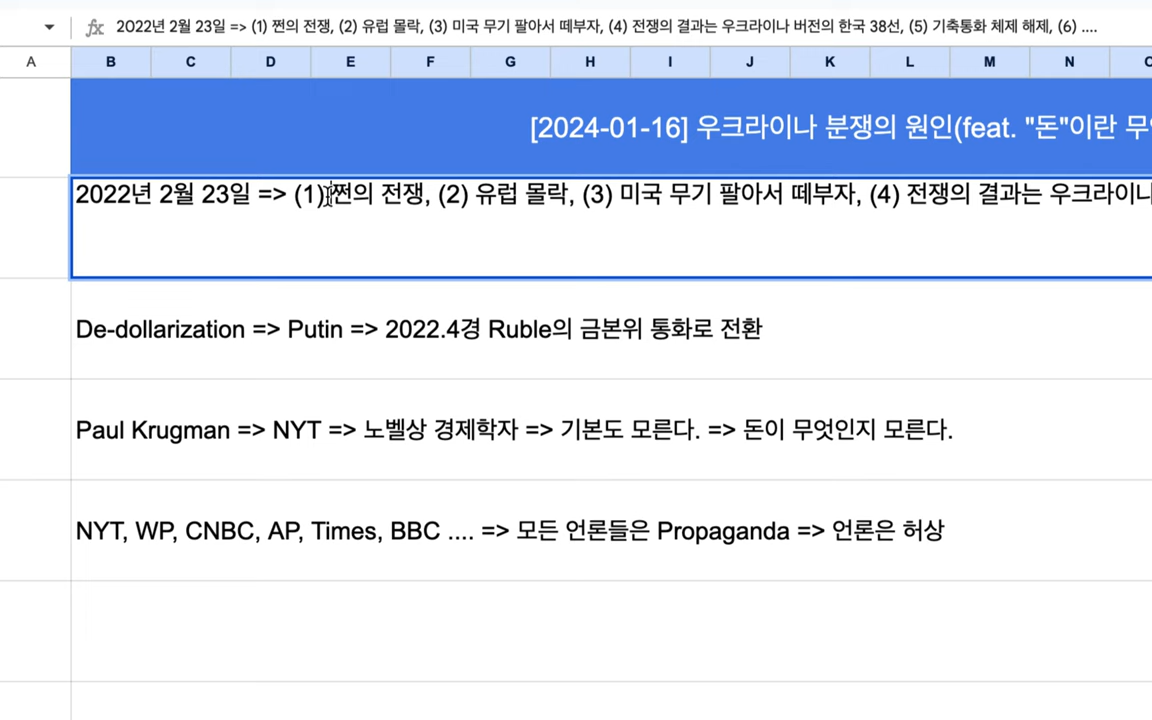 fx 2022년 2월 23일 => (1) 쩐의 전쟁, (2) 유럽 몰락, (3) 미국 무기 팔아서 떼부자, (4) 전쟁의 결과는 우크라이나 버전의 한국 38선, (5) 기축통화 체제 해제, (6) ....
A B C D E F G H I J K L M N
[2024-01-16] 우크라이나 분쟁의 원인(feat. "돈"이란 무
2022년 2월 23일 => (1) 쩐의 전쟁, (2) 유럽 몰락, (3) 미국 무기 팔아서 떼부자, (4) 전쟁의 결과는 우크라이나
De-dollarization => Putin => 2022.4경 Ruble의 금본위 통화로 전환
Paul Krugman => NYT => 노벨상 경제학자 => 기본도 모른다. => 돈이 무엇인지 모른다.
NYT, WP, CNBC, AP, Times, BBC .... => 모든 언론들은 Propaganda => 언론은 허상